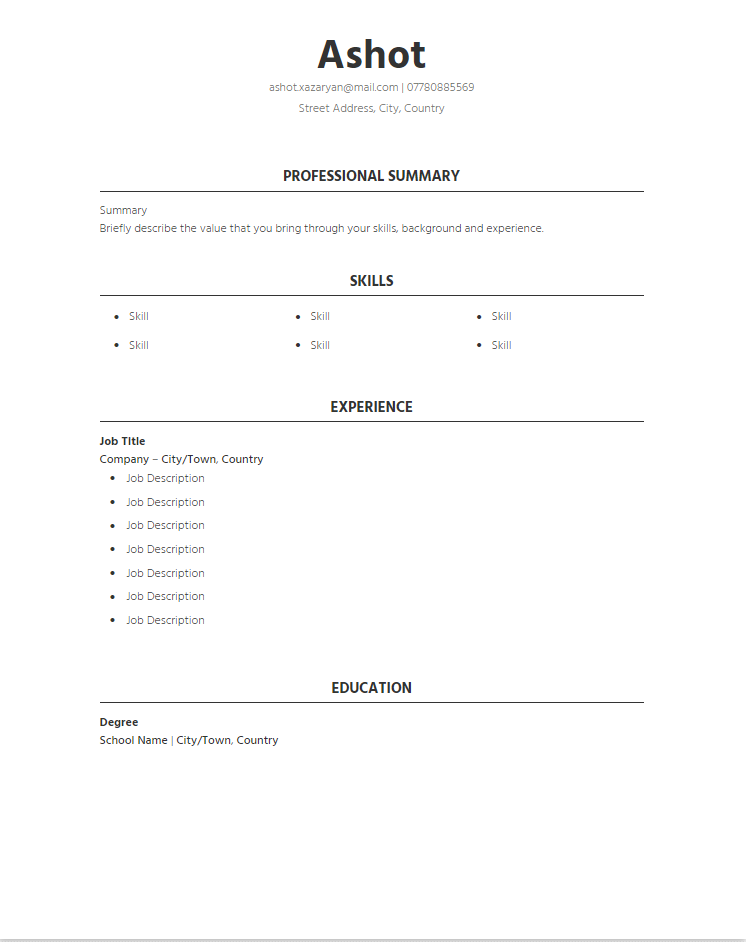 Ashot
ashot.xazaryan@mail.com | 07780885569
Street Address, City, Country
PROFESSIONAL SUMMARY
Summary
Briefly describe the value that you bring through your skills, background and experience.
SKILLS
• Skill • Skill • Skill
• Skill • Skill • Skill
EXPERIENCE
Job Title
Company – City/Town, Country
• Job Description
• Job Description
• Job Description
• Job Description
• Job Description
• Job Description
• Job Description
EDUCATION
Degree
School Name | City/Town, Country